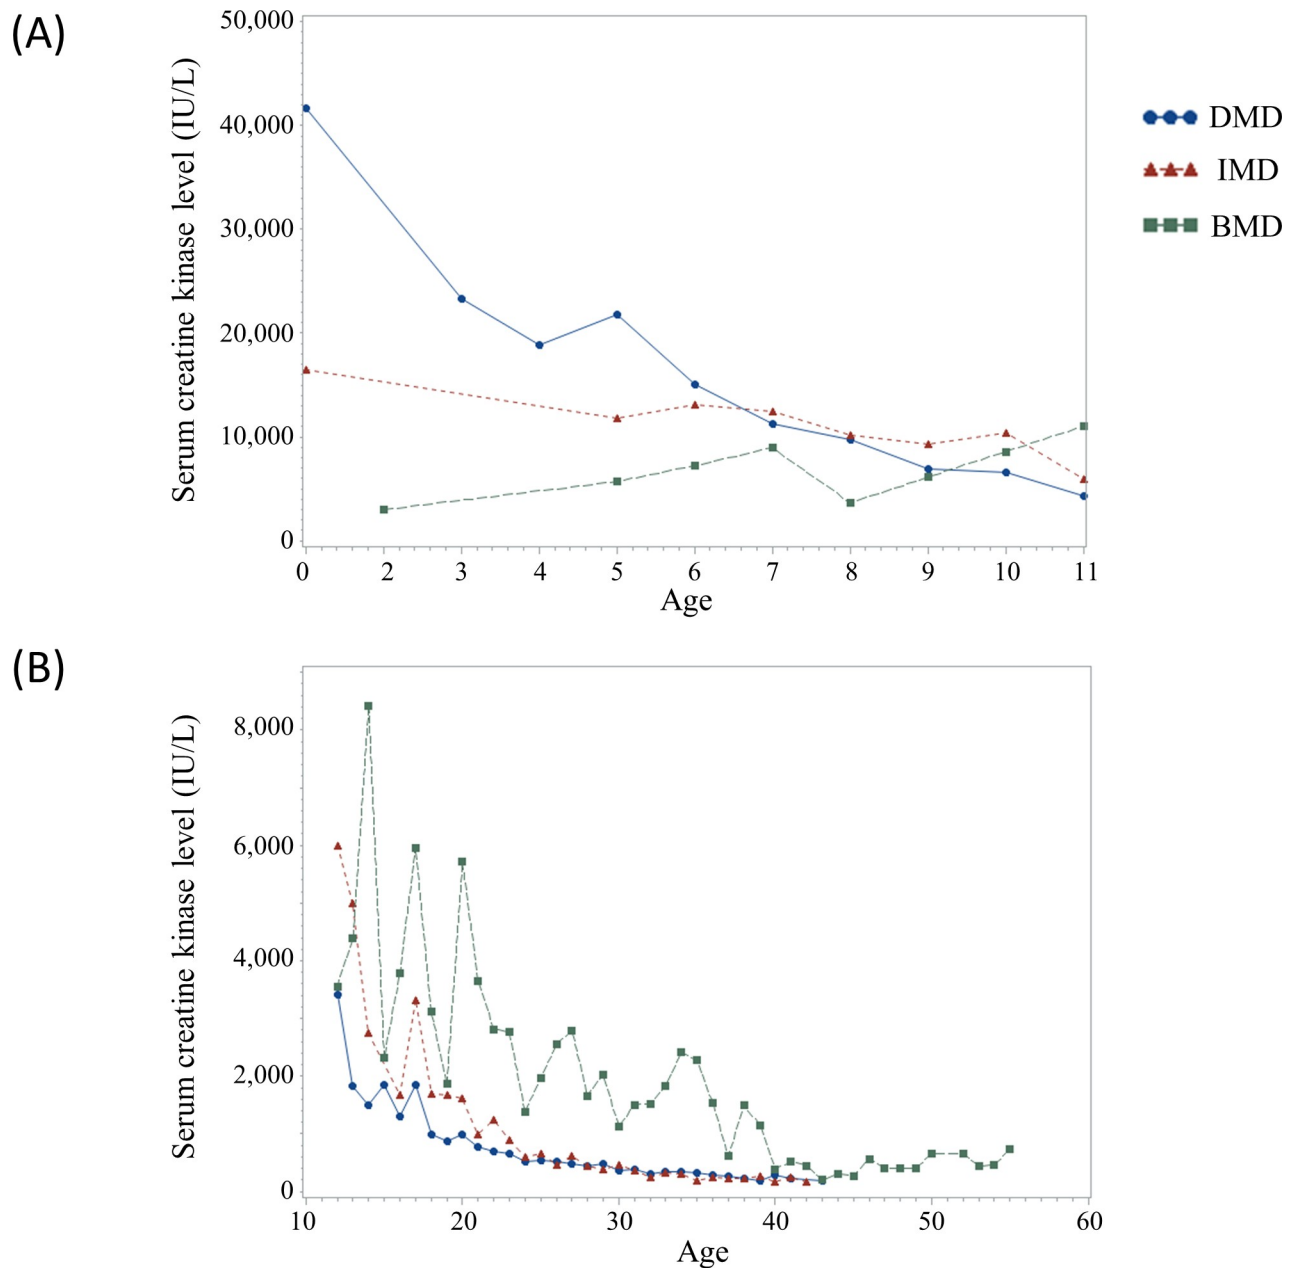 (A)
Serum creatine kinase level (IU/L)
50,000
40,000
30,000
20,000
10,000
0
0 2 3 4 5 6 7 8 9 10 11
Age
DMD
IMD
BMD
(B)
Serum creatine kinase level (IU/L)
8,000
6,000
4,000
2,000
0
10 20 30 40 50 60
Age